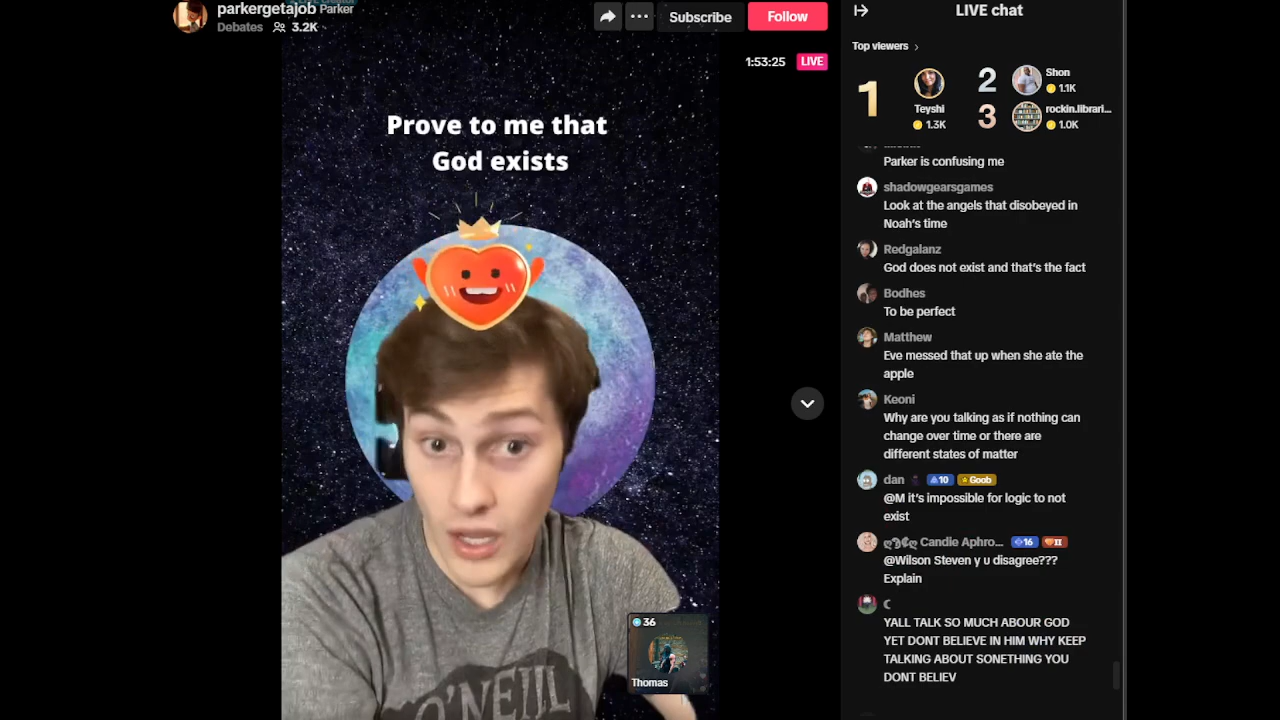 parkergetajob Parker
Debates 3.2K
Subscribe
Follow
1:53:25 LIVE
Prove to me that
God exists
O'NEILL
36
Thomas
LIVE chat
Top viewers
1
Teyshi
1.3K
2
Shon
1.1K
3
rockin.librari...
1.0K
Parker is confusing me
shadowgearsgames
Look at the angels that disobeyed in
Noah's time
Redgalanz
God does not exist and that's the fact
Bodhes
To be perfect
Matthew
Eve messed that up when she ate the
apple
Keoni
Why are you talking as if nothing can
change over time or there are
different states of matter
dan 10 Goob
@M it's impossible for logic to not
exist
Candie Aphro... 16 II
@Wilson Steven y u disagree???
Explain
☾
YALL TALK SO MUCH ABOUR GOD
YET DONT BELIEVE IN HIM WHY KEEP
TALKING ABOUT SONETHING YOU
DONT BELIEV